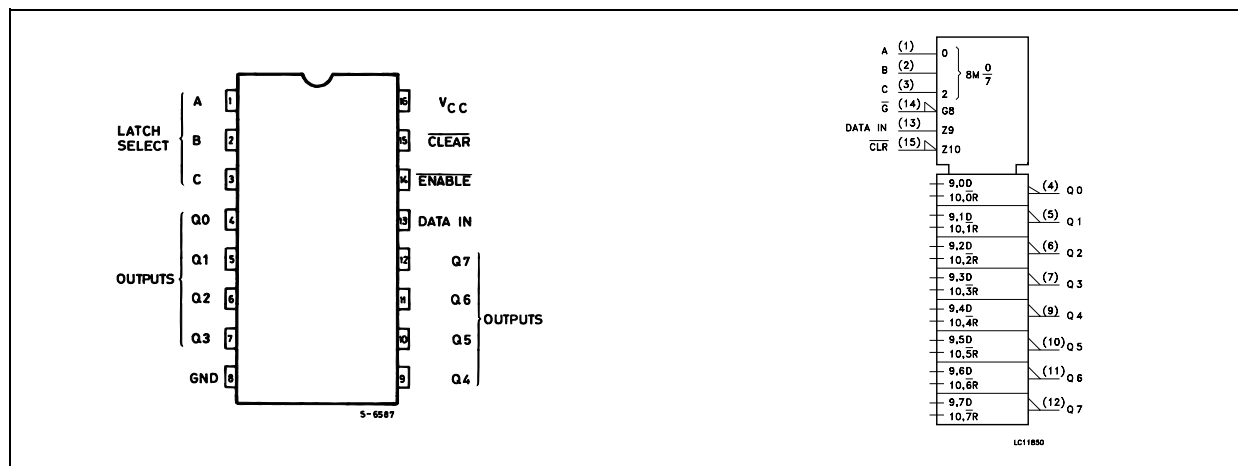 LATCH SELECT
A 1
B 2
C 3
OUTPUTS
Q0 4
Q1 5
Q2 6
Q3 7
GND 8
16 VCC
15 CLEAR
14 ENABLE
13 DATA IN
12 Q7
11 Q6
10 Q5
9 Q4
OUTPUTS
S-6587
A (1) 0
B (2)
C (3) 2
8M 0/7
G (14) G8
DATA IN (13) Z9
CLR (15) Z10
9,0D
10,0R (4) Q0
9,1D
10,1R (5) Q1
9,2D
10,2R (6) Q2
9,3D
10,3R (7) Q3
9,4D
10,4R (9) Q4
9,5D
10,5R (10) Q5
9,6D
10,6R (11) Q6
9,7D
10,7R (12) Q7
LC11850